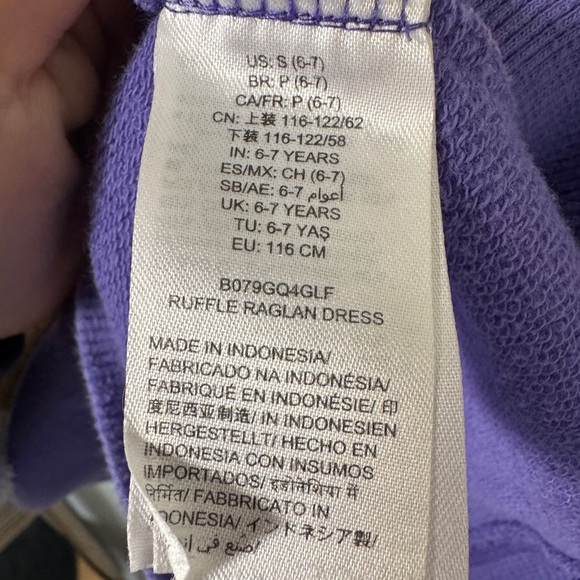 US: S (6-7)
BR: P (6-7)
CA/FR: P (6-7)
CN: 上装 116-122/62
下装 116-122/58
IN: 6-7 YEARS
ES/MX: CH (6-7)
SB/AE: 6-7 أعوام
UK: 6-7 YEARS
TU: 6-7 YAŞ
EU: 116 CM
B079GQ4GLF
RUFFLE RAGLAN DRESS
MADE IN INDONESIA/
FABRICADO NA INDONÉSIA/
FABRIQUÉ EN INDONÉSIE/ 印
度尼西亚制造/ IN INDONESIEN
HERGESTELLT/ HECHO EN
INDONESIA CON INSUMOS
IMPORTADOS/ इंडोनेशिया में
निर्मित/ FABBRICATO IN
DONESIA/ インドネシア製/
صُنع في